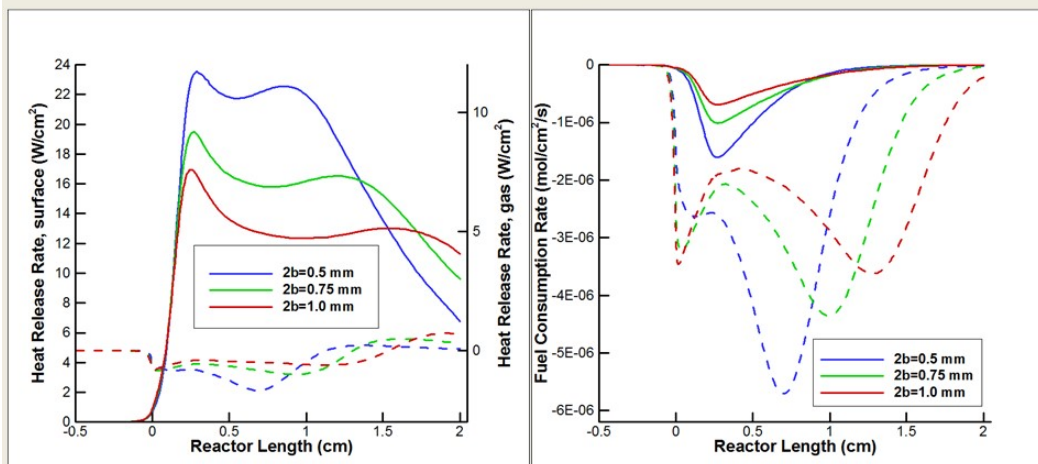 Heat Release Rate, surface (W/cm²)
24
22
20
18
16
14
12
10
8
6
4
2
0
-0.5
0
0.5
1
1.5
2
Reactor Length (cm)
10
5
0
Heat Release Rate, gas (W/cm²)
2b=0.5 mm
2b=0.75 mm
2b=1.0 mm
Fuel Consumption Rate (mol/cm²/s)
0
-1E-06
-2E-06
-3E-06
-4E-06
-5E-06
-6E-06
-0.5
0
0.5
1
1.5
2
Reactor Length (cm)
2b=0.5 mm
2b=0.75 mm
2b=1.0 mm